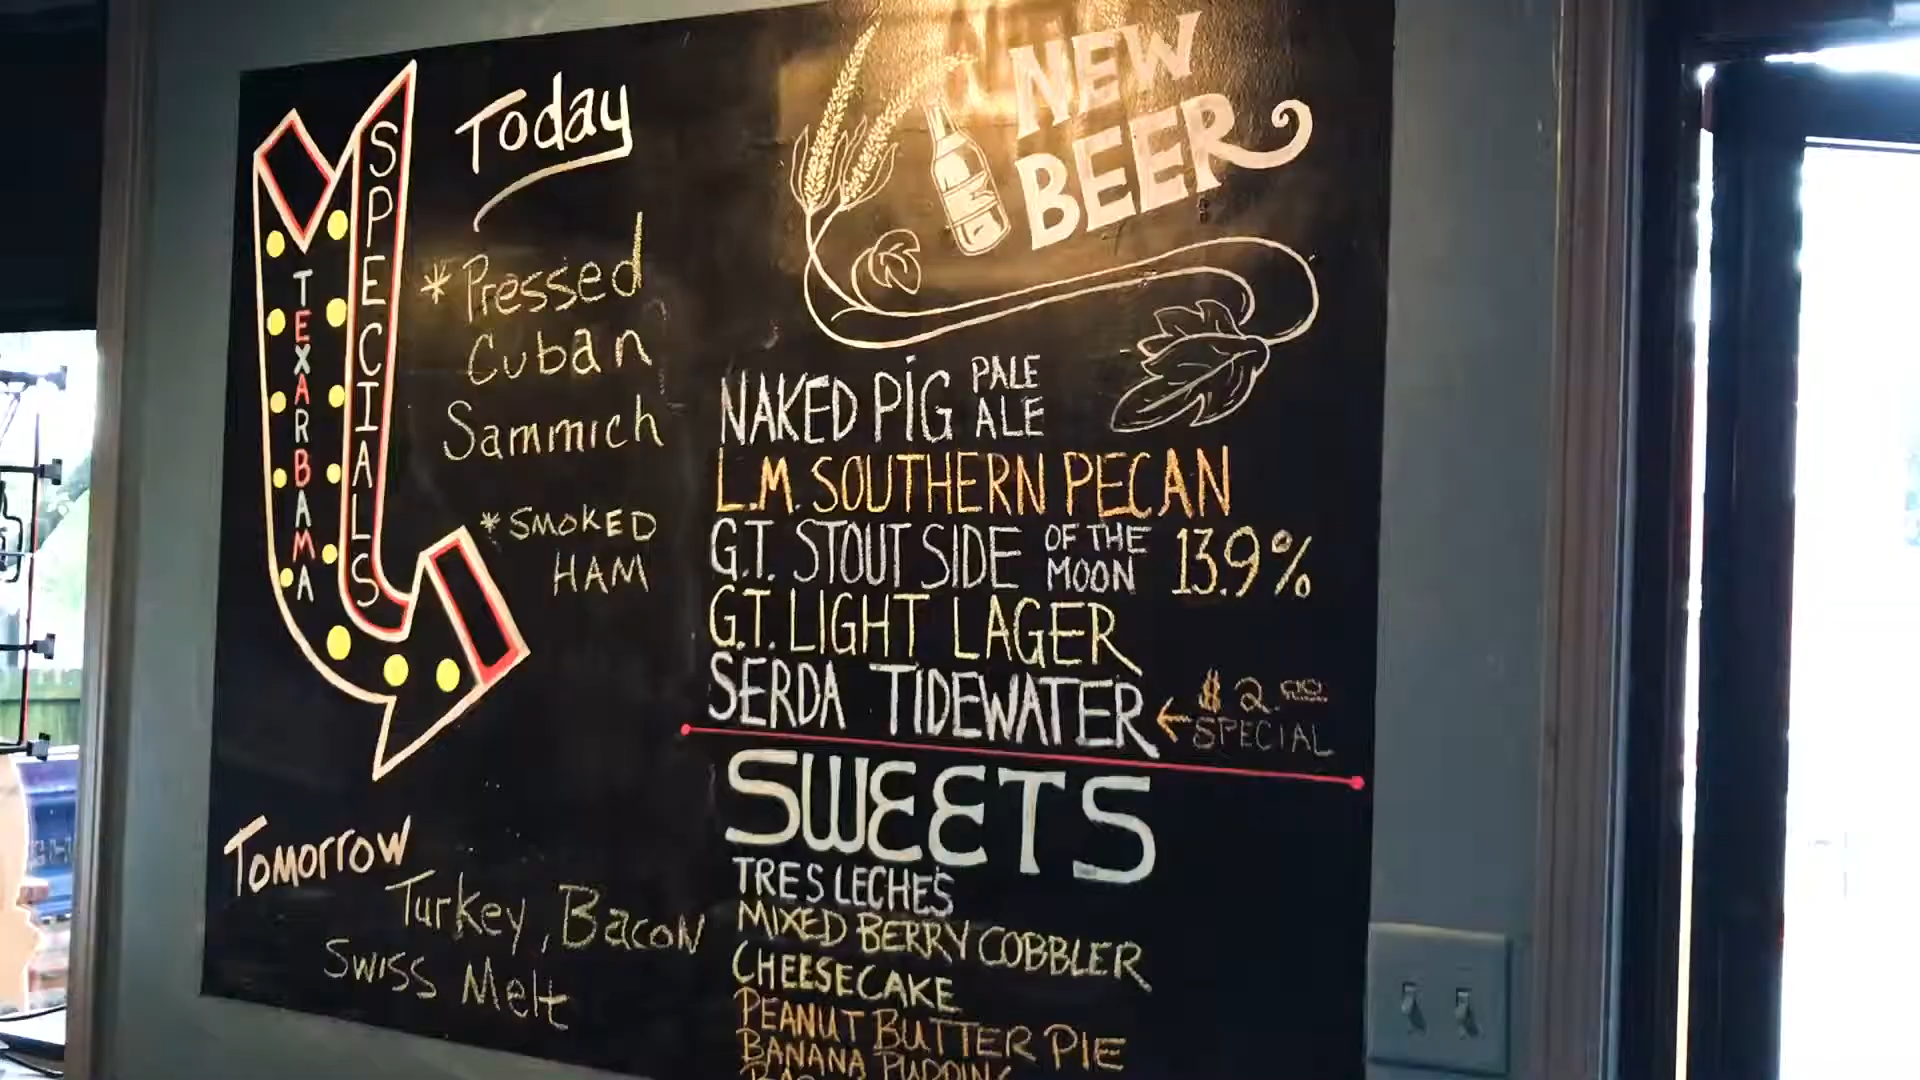 SPECIALS
TEXARBAMA
Today
*Pressed
Cuban
Sammich
*SMOKED
HAM
Tomorrow
Turkey, Bacon
Swiss Melt
NEW
BEER
NAKED PIG PALE ALE
L.M. SOUTHERN PECAN
G.T. STOUT SIDE OF THE MOON 13.9%
G.T. LIGHT LAGER
SERDA TIDEWATER ← $2.00 SPECIAL
SWEETS
TRES LECHES
MIXED BERRY COBBLER
CHEESECAKE
PEANUT BUTTER PIE
BANANA PUDDING